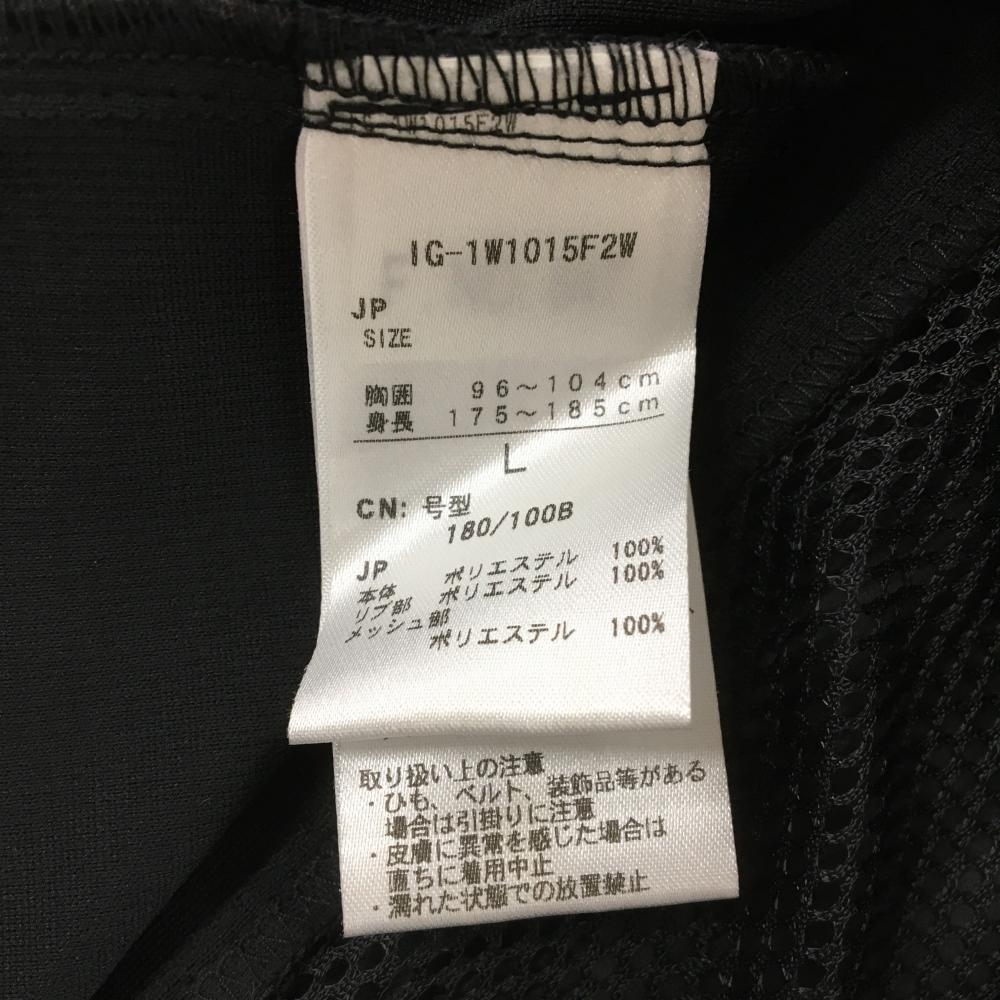 1W1015F2W
IG-1W1015F2W
JP
SIZE
胸囲 96～104cm
身長 175～185cm
L
CN: 号型
180/100B
JP
本体 ポリエステル 100%
リブ部 ポリエステル 100%
メッシュ部
ポリエステル 100%
取り扱い上の注意
・ひも、ベルト、装飾品等がある
場合は引掛りに注意
・皮膚に異常を感じた場合は
直ちに着用中止
・濡れた状態での放置禁止